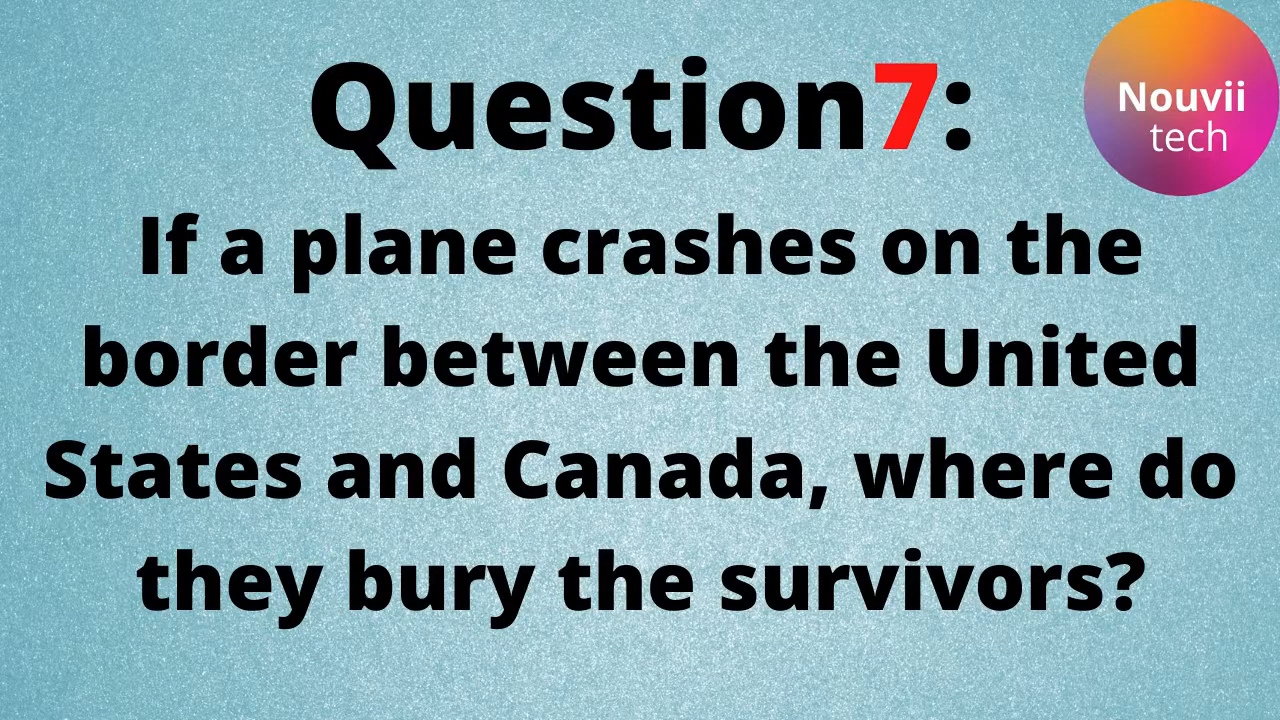 Question7:
Nouvii
tech
If a plane crashes on the
border between the United
States and Canada, where do
they bury the survivors?